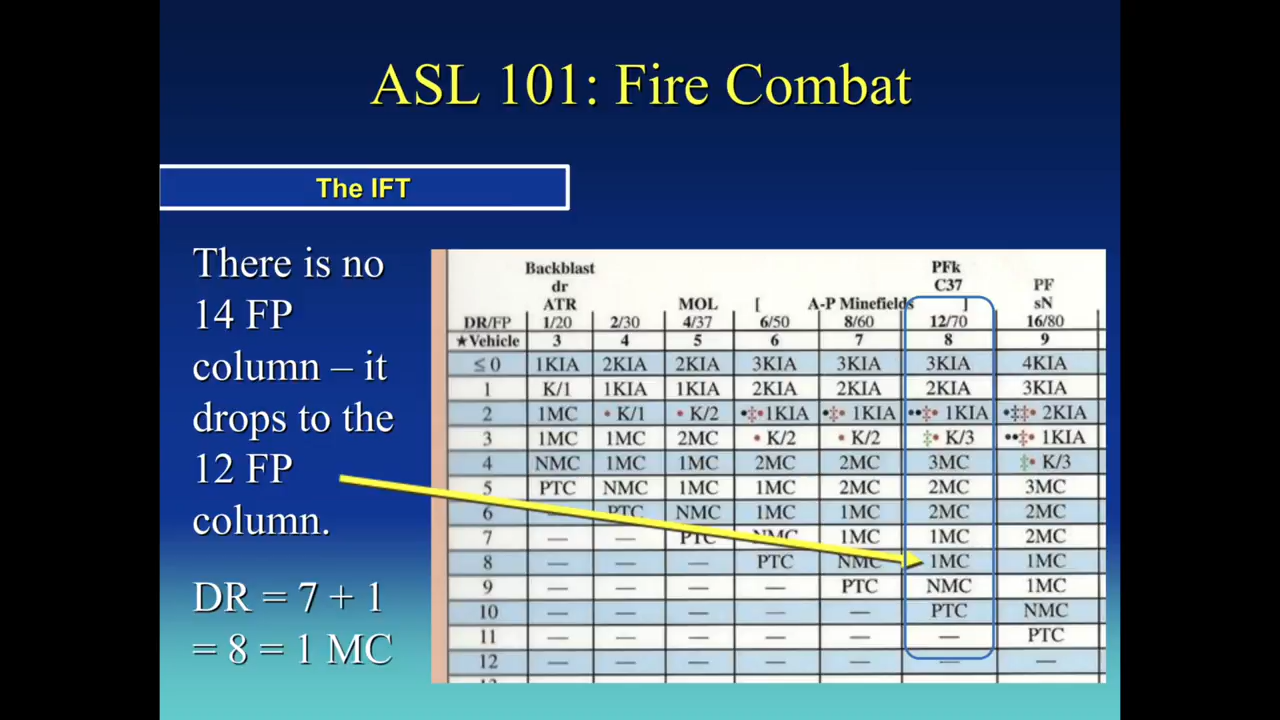 ASL 101: Fire Combat
The IFT
There is no
14 FP
column – it
drops to the
12 FP
column.
DR = 7 + 1
= 8 = 1 MC
Backblast PFk
dr C37 PF
ATR MOL [ A-P Minefields ] sN
DR/FP 1/20 2/30 4/37 6/50 8/60 12/70 16/80
★Vehicle 3 4 5 6 7 8 9
≤ 0 1KIA 2KIA 2KIA 3KIA 3KIA 3KIA 4KIA
1 K/1 1KIA 1KIA 2KIA 2KIA 2KIA 3KIA
2 1MC • K/1 • K/2 •‡•1KIA •‡• 1KIA ••‡• 1KIA •‡‡• 2KIA
3 1MC 1MC 2MC • K/2 • K/2 ‡• K/3 ••‡• 1KIA
4 NMC 1MC 1MC 2MC 2MC 3MC ‡• K/3
5 PTC NMC 1MC 1MC 2MC 2MC 3MC
6 — PTC NMC 1MC 1MC 2MC 2MC
7 — — PTC NMC 1MC 1MC 2MC
8 — — — PTC NMC 1MC 1MC
9 — — — — PTC NMC 1MC
10 — — — — — PTC NMC
11 — — — — — — PTC
12 — — — — — — —